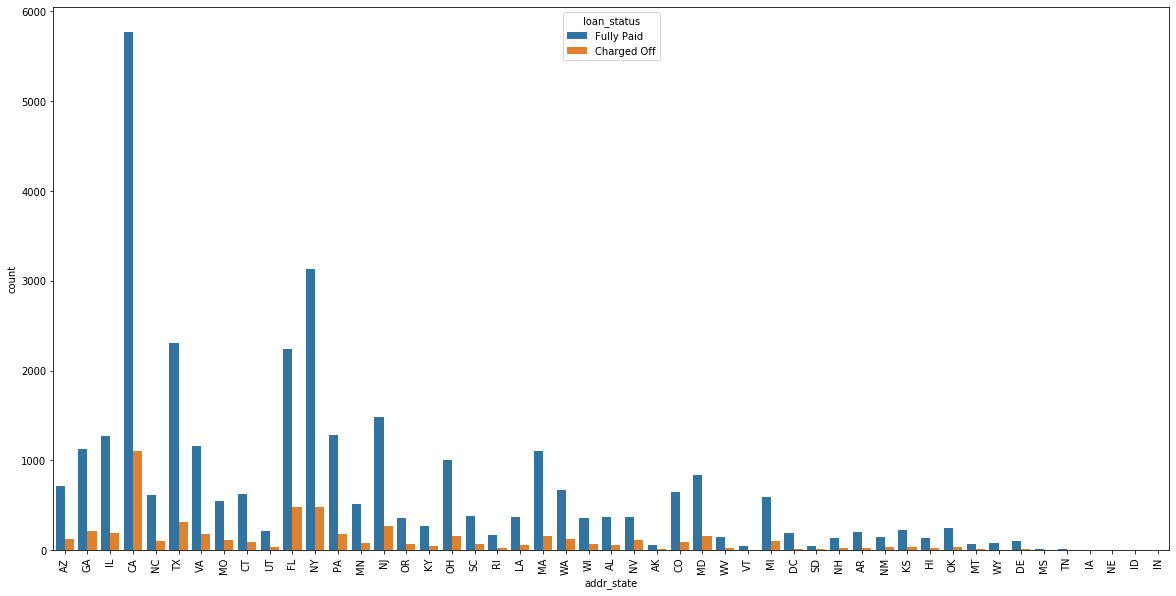 loan_status
Fully Paid
Charged Off
6000
5000
4000
3000
2000
1000
0
count
AZ GA IL CA NC TX VA MO CT UT FL NY PA MN NJ OR KY OH SC RI LA MA WA WI AL NV AK CO MD WV VT MI DC SD NH AR NM KS HI OK MT WY DE MS TN IA NE ID IN
addr_state